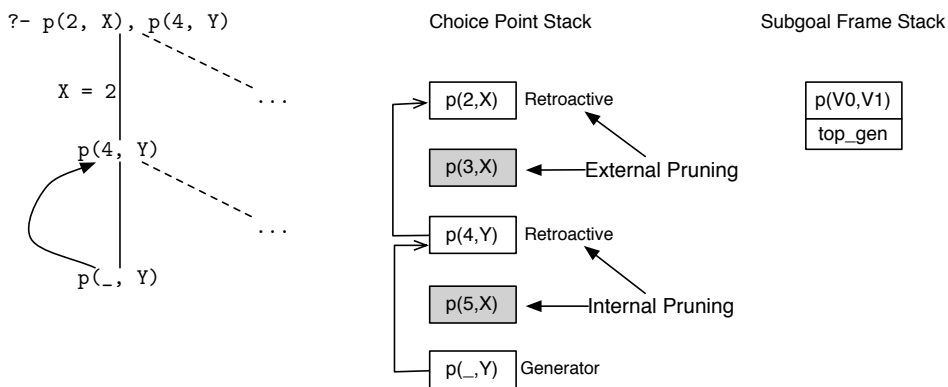 ?- p(2, X), p(4, Y)
X = 2
...
p(4, Y)
...
p(_, Y)
Choice Point Stack
p(2,X) Retroactive
p(3,X) External Pruning
p(4,Y) Retroactive
p(5,X) Internal Pruning
p(_,Y) Generator
Subgoal Frame Stack
p(V0,V1)
top_gen